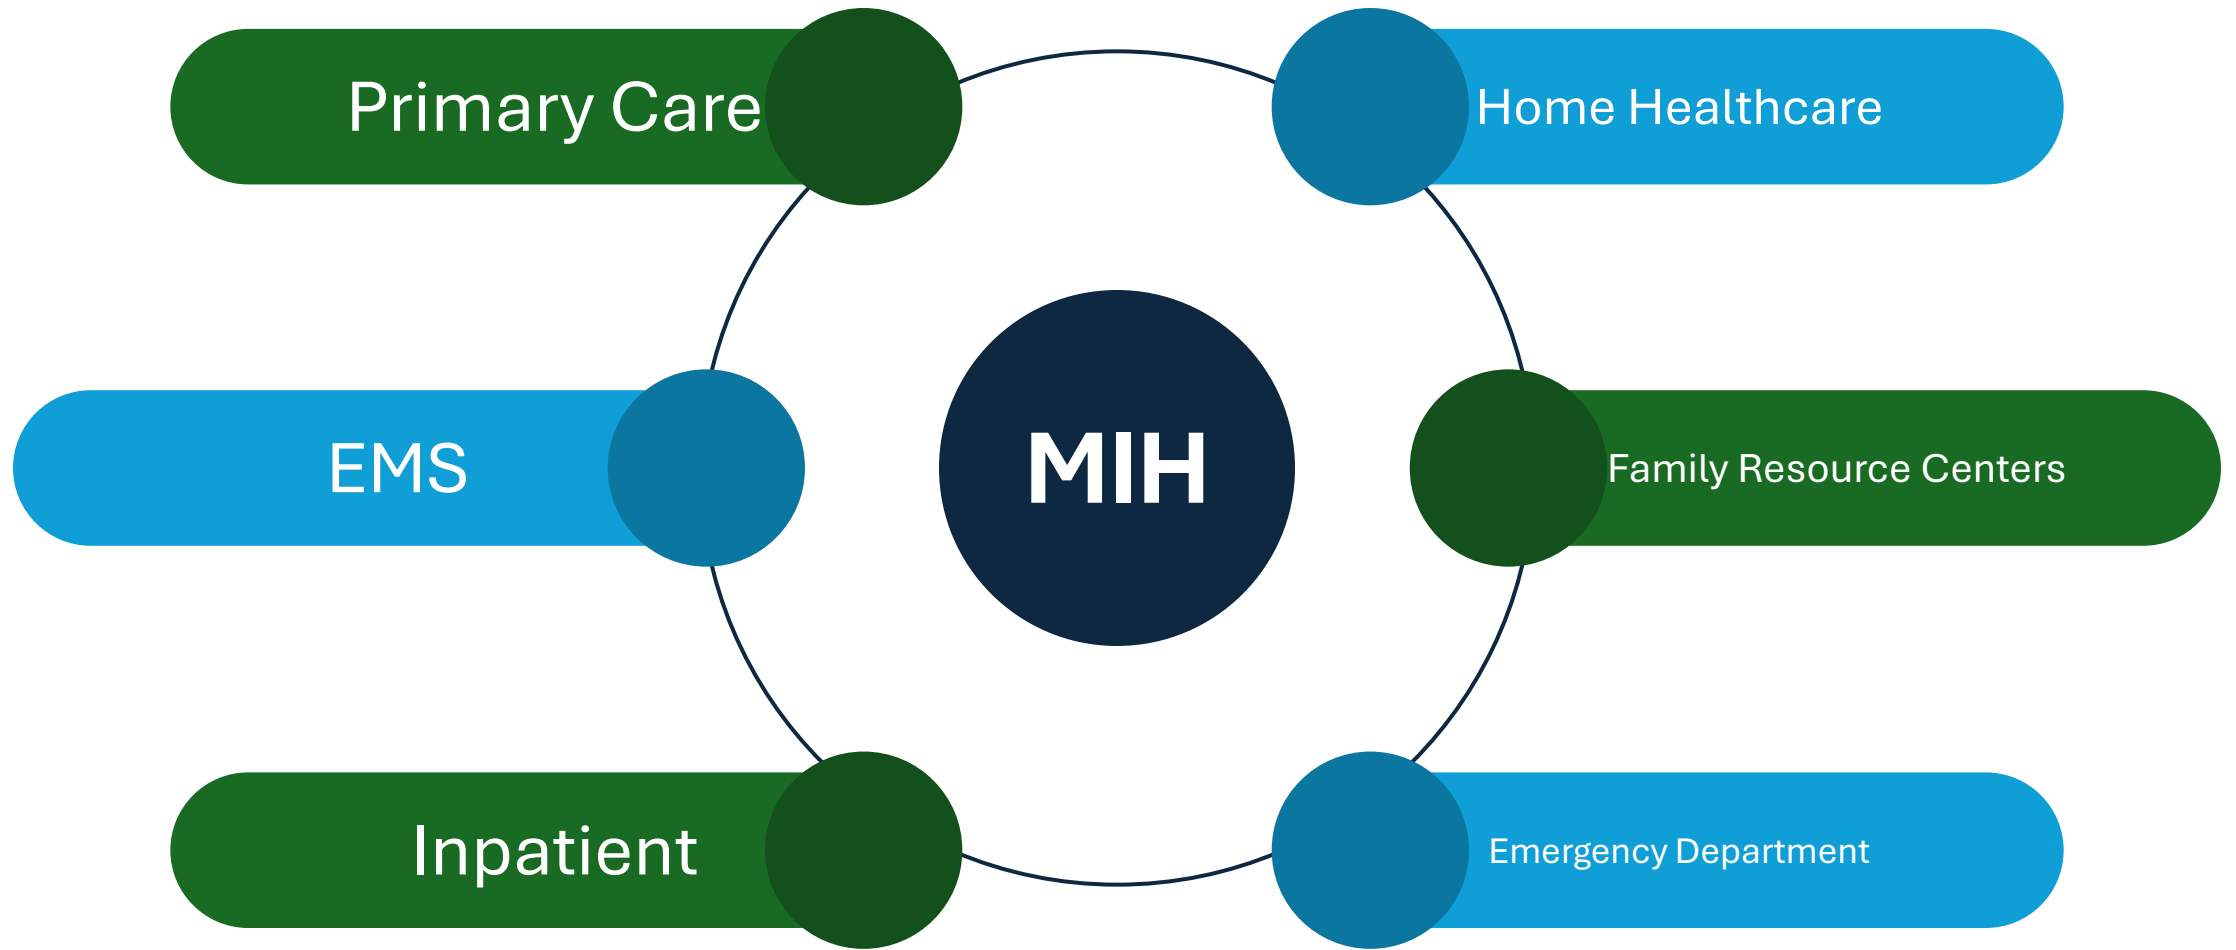 Primary Care
Home Healthcare
EMS
MIH
Family Resource Centers
Inpatient
Emergency Department